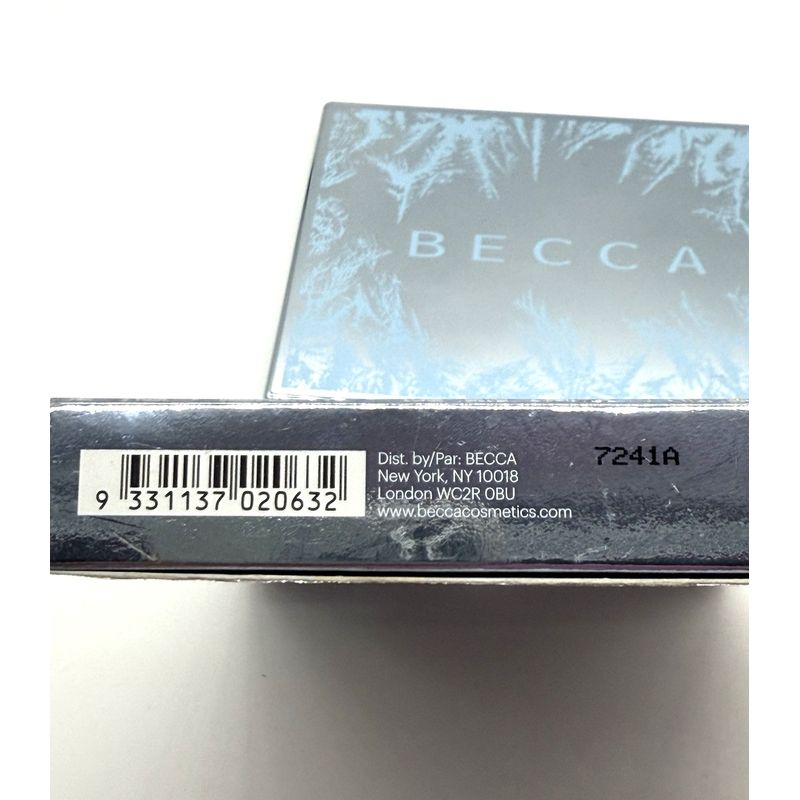 BECCA
Dist. by/Par: BECCA
New York, NY 10018
London WC2R 0BU
www.beccacosmetics.com
7241A
9 331137 020632